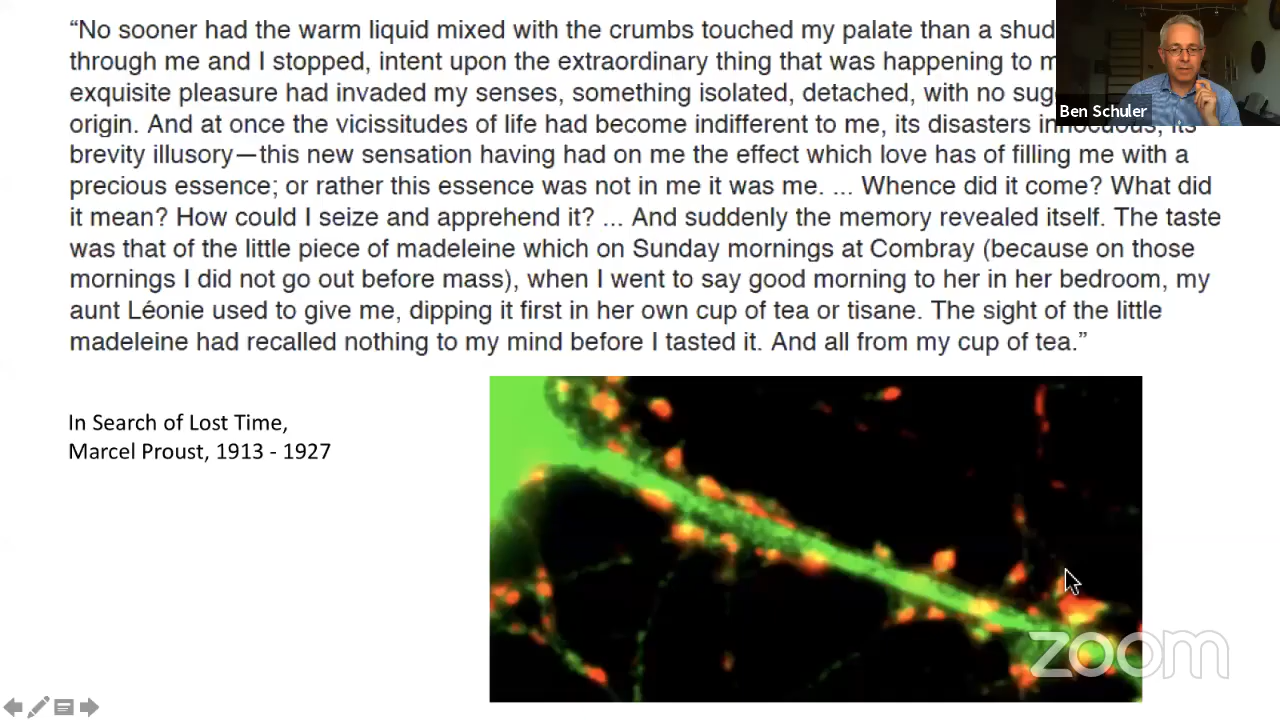 “No sooner had the warm liquid mixed with the crumbs touched my palate than a
through me and I stopped, intent upon the extraordinary thing that was happening to
exquisite pleasure had invaded my senses, something isolated, detached, with no
origin. And at once the vicissitudes of life had become indifferent to me, its disasters innocuous, its
brevity illusory—this new sensation having had on me the effect which love has of filling me with a
precious essence; or rather this essence was not in me it was me. ... Whence did it come? What did
it mean? How could I seize and apprehend it? ... And suddenly the memory revealed itself. The taste
was that of the little piece of madeleine which on Sunday mornings at Combray (because on those
mornings I did not go out before mass), when I went to say good morning to her in her bedroom, my
aunt Léonie used to give me, dipping it first in her own cup of tea or tisane. The sight of the little
madeleine had recalled nothing to my mind before I tasted it. And all from my cup of tea.”
Ben Schuler
In Search of Lost Time,
Marcel Proust, 1913 - 1927
zoom